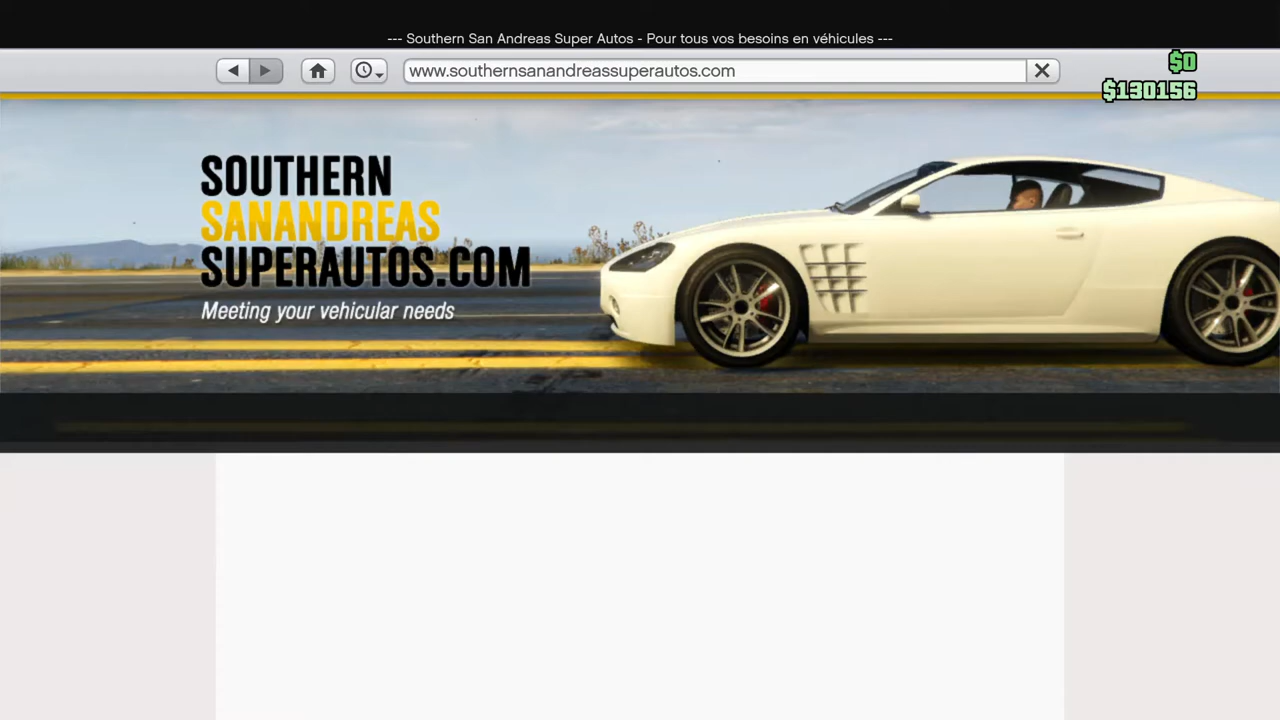 --- Southern San Andreas Super Autos - Pour tous vos besoins en véhicules ---
www.southernsanandreassuperautos.com
$0
$130156
SOUTHERN
SANANDREAS
SUPERAUTOS.COM
Meeting your vehicular needs